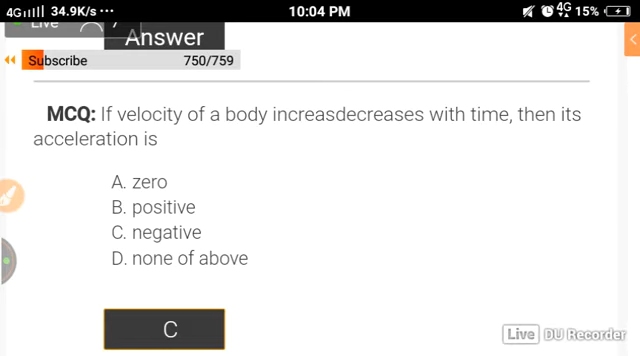 4G 34.9K/s ... 10:04 PM 4G 15%
Live
Answer
Subscribe 750/759
MCQ: If velocity of a body increasdecreases with time, then its
acceleration is
A. zero
B. positive
C. negative
D. none of above
C
Live DU Recorder